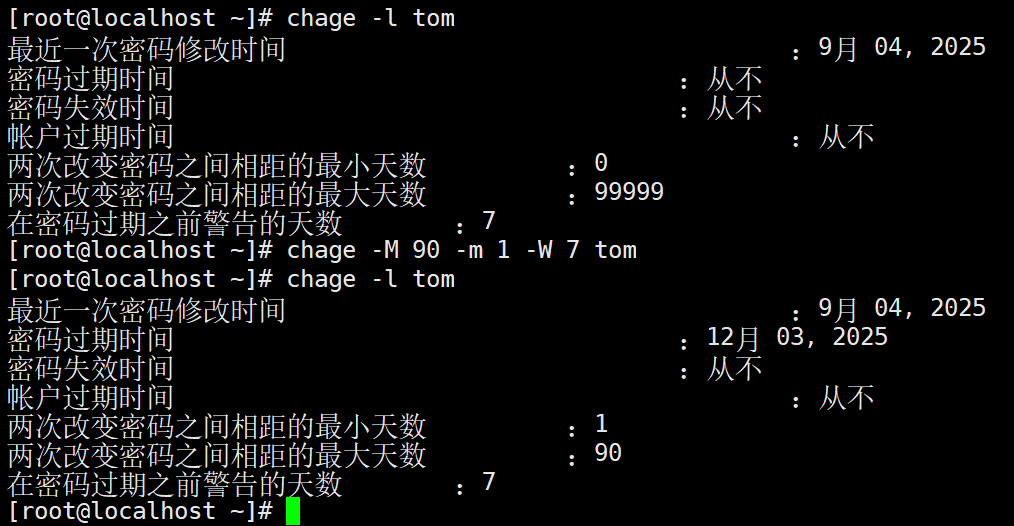 [root@localhost ~]# chage -l tom
最近一次密码修改时间 ：9月 04, 2025
密码过期时间 ：从不
密码失效时间 ：从不
帐户过期时间 ：从不
两次改变密码之间相距的最小天数 ：0
两次改变密码之间相距的最大天数 ：99999
在密码过期之前警告的天数 ：7
[root@localhost ~]# chage -M 90 -m 1 -W 7 tom
[root@localhost ~]# chage -l tom
最近一次密码修改时间 ：9月 04, 2025
密码过期时间 ：12月 03, 2025
密码失效时间 ：从不
帐户过期时间 ：从不
两次改变密码之间相距的最小天数 ：1
两次改变密码之间相距的最大天数 ：90
在密码过期之前警告的天数 ：7
[root@localhost ~]#